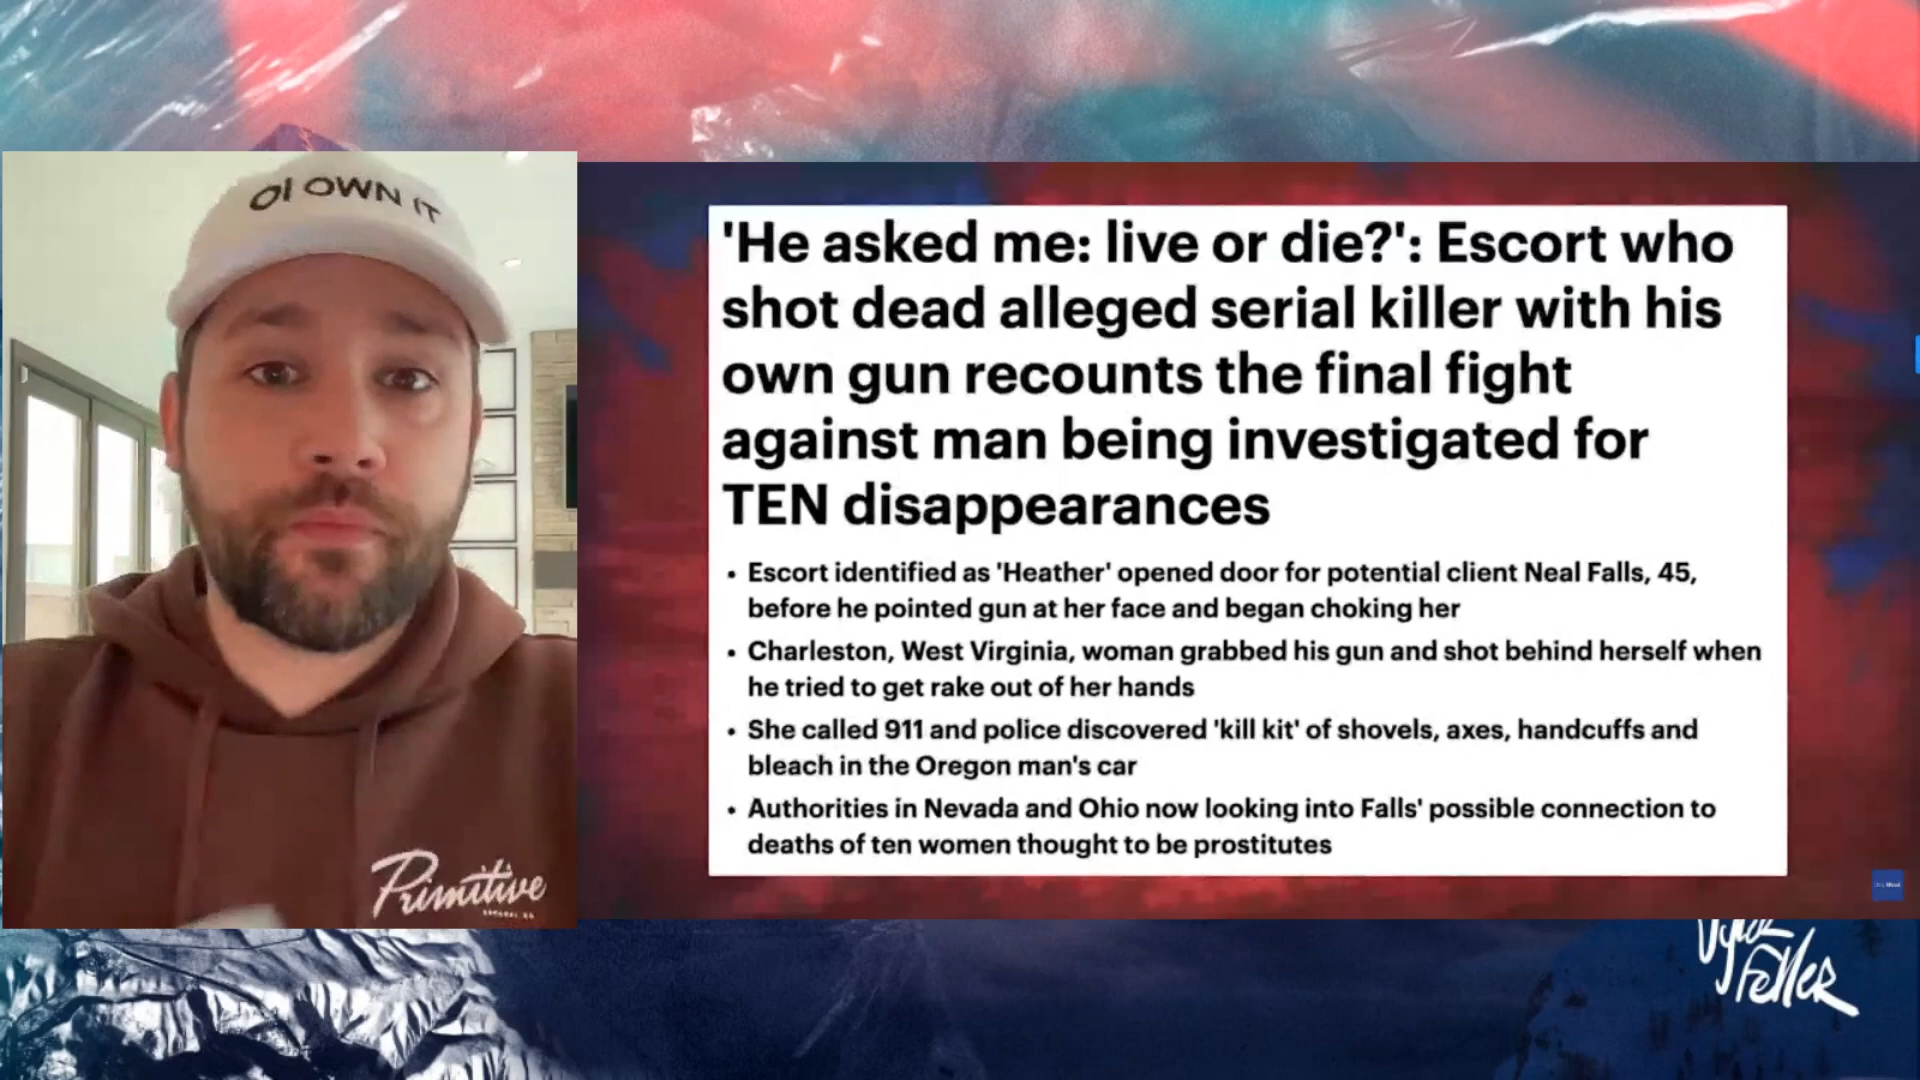 OI OWN IT
Primitive
'He asked me: live or die?': Escort who
shot dead alleged serial killer with his
own gun recounts the final fight
against man being investigated for
TEN disappearances
• Escort identified as 'Heather' opened door for potential client Neal Falls, 45,
before he pointed gun at her face and began choking her
• Charleston, West Virginia, woman grabbed his gun and shot behind herself when
he tried to get rake out of her hands
• She called 911 and police discovered 'kill kit' of shovels, axes, handcuffs and
bleach in the Oregon man's car
• Authorities in Nevada and Ohio now looking into Falls' possible connection to
deaths of ten women thought to be prostitutes